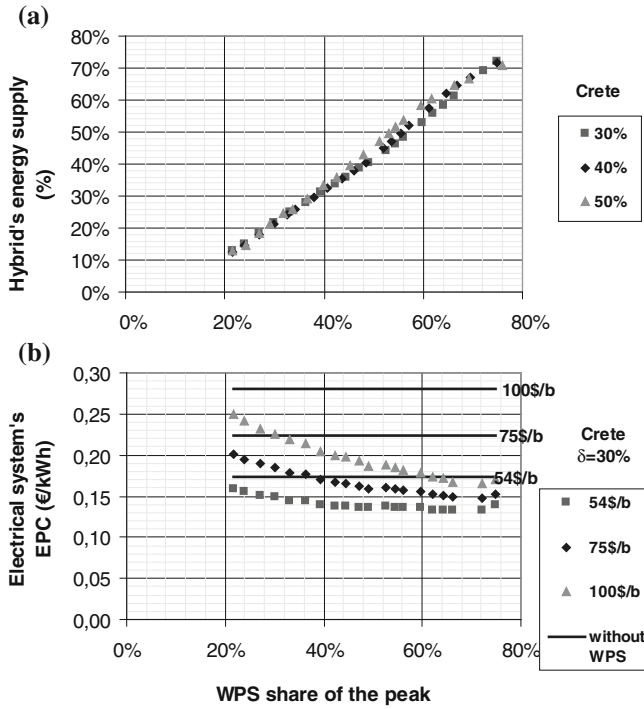 (a)
Hybrid's energy supply
(%)
80%
70%
60%
50%
40%
30%
20%
10%
0%
0%
20%
40%
60%
80%
Crete
30%
40%
50%
(b)
Electrical system's
EPC (€/kWh)
0,30
0,25
0,20
0,15
0,10
0,05
0,00
100$/b
75$/b
54$/b
0%
20%
40%
60%
80%
WPS share of the peak
Crete
δ=30%
54$/b
75$/b
100$/b
without
WPS